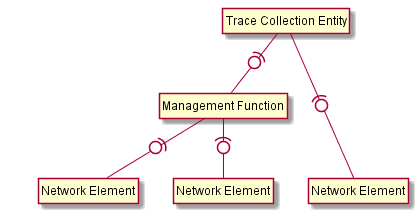 Trace Collection Entity
Management Function
Network Element
Network Element
Network Element